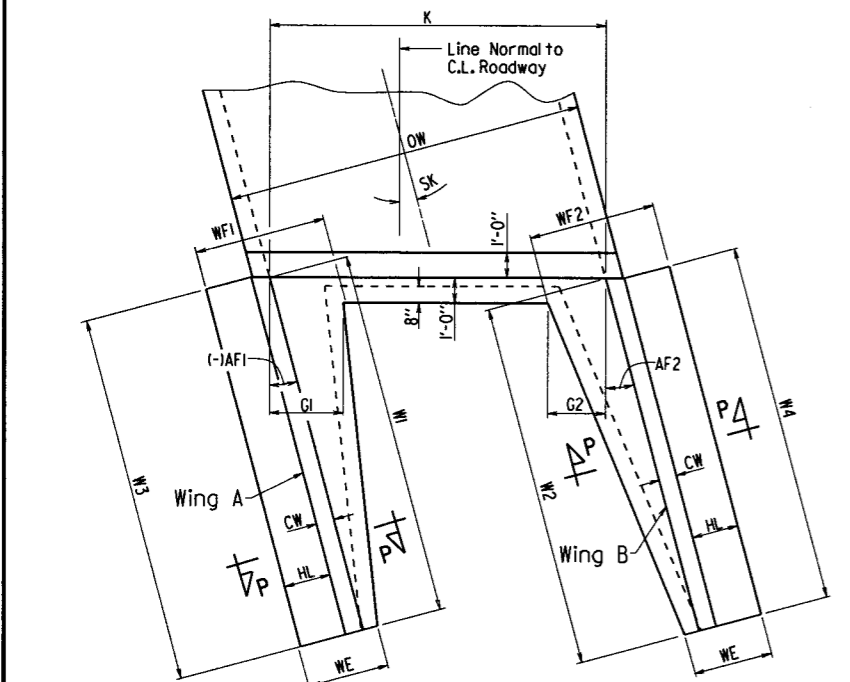 K
Line Normal to
C.L. Roadway
OW
SK
WF1
WF2
1'-0"
8"
1'-0"
(-)AF1
AF2
G1
G2
W1
W2
W3
W4
P
P
P
P
CW
CW
HL
HL
Wing A
Wing B
WE
WE